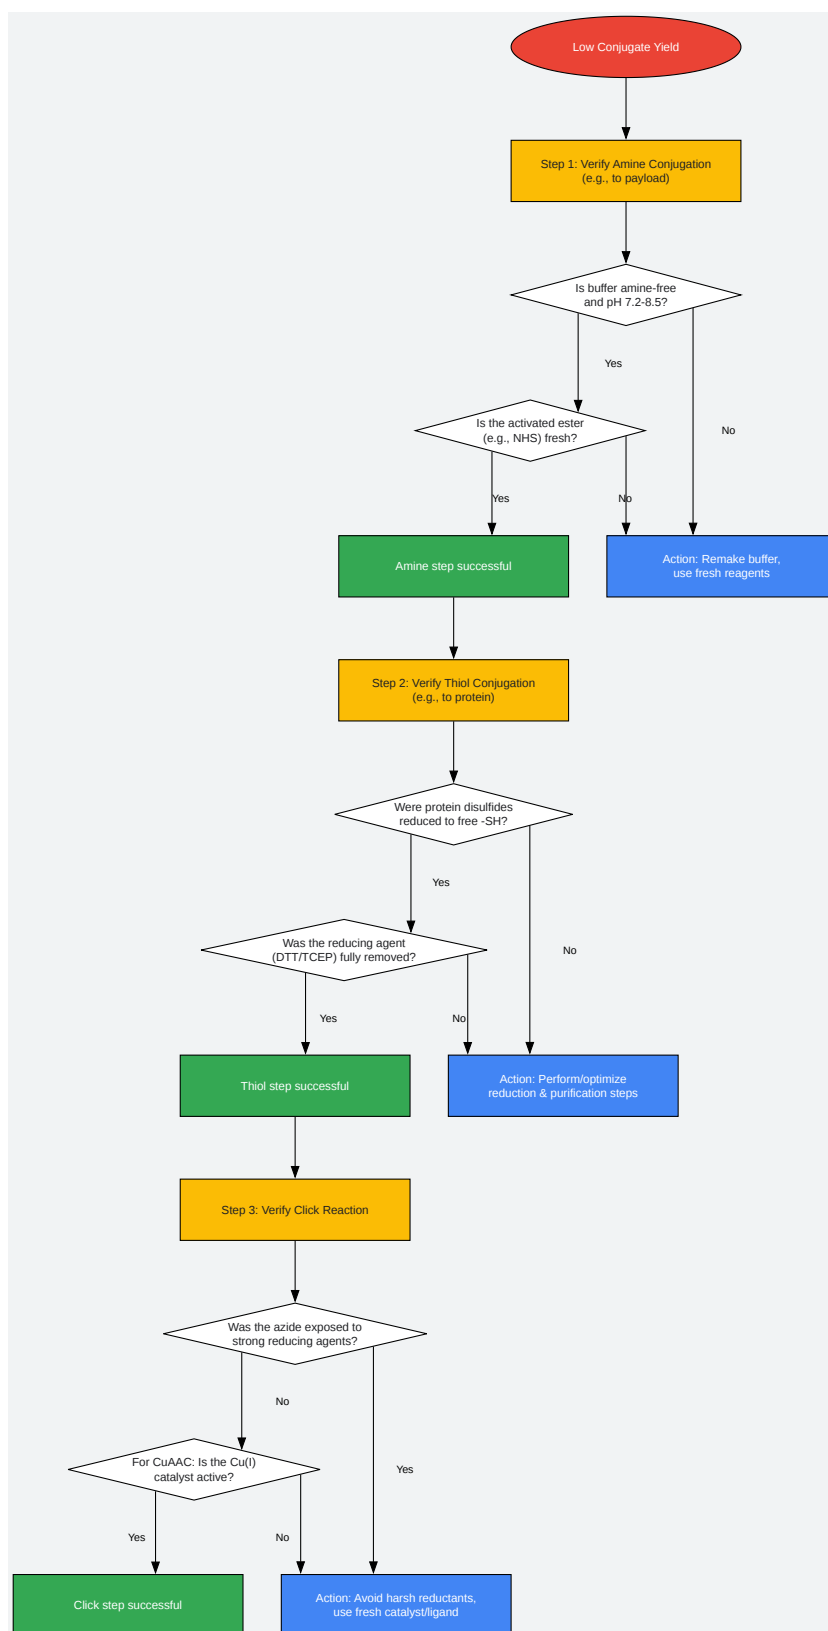 Low Conjugate Yield
Step 1: Verify Amine Conjugation
(e.g., to payload)
Is buffer amine-free
and pH 7.2-8.5?
Yes
Is the activated ester
(e.g., NHS) fresh?
No
Yes
No
Amine step successful
Action: Remake buffer,
use fresh reagents
Step 2: Verify Thiol Conjugation
(e.g., to protein)
Were protein disulfides
reduced to free -SH?
Yes
Was the reducing agent
(DTT/TCEP) fully removed?
No
Yes
No
Thiol step successful
Action: Perform/optimize
reduction & purification steps
Step 3: Verify Click Reaction
Was the azide exposed to
strong reducing agents?
No
For CuAAC: Is the Cu(I)
catalyst active?
Yes
Yes
No
Click step successful
Action: Avoid harsh reductants,
use fresh catalyst/ligand